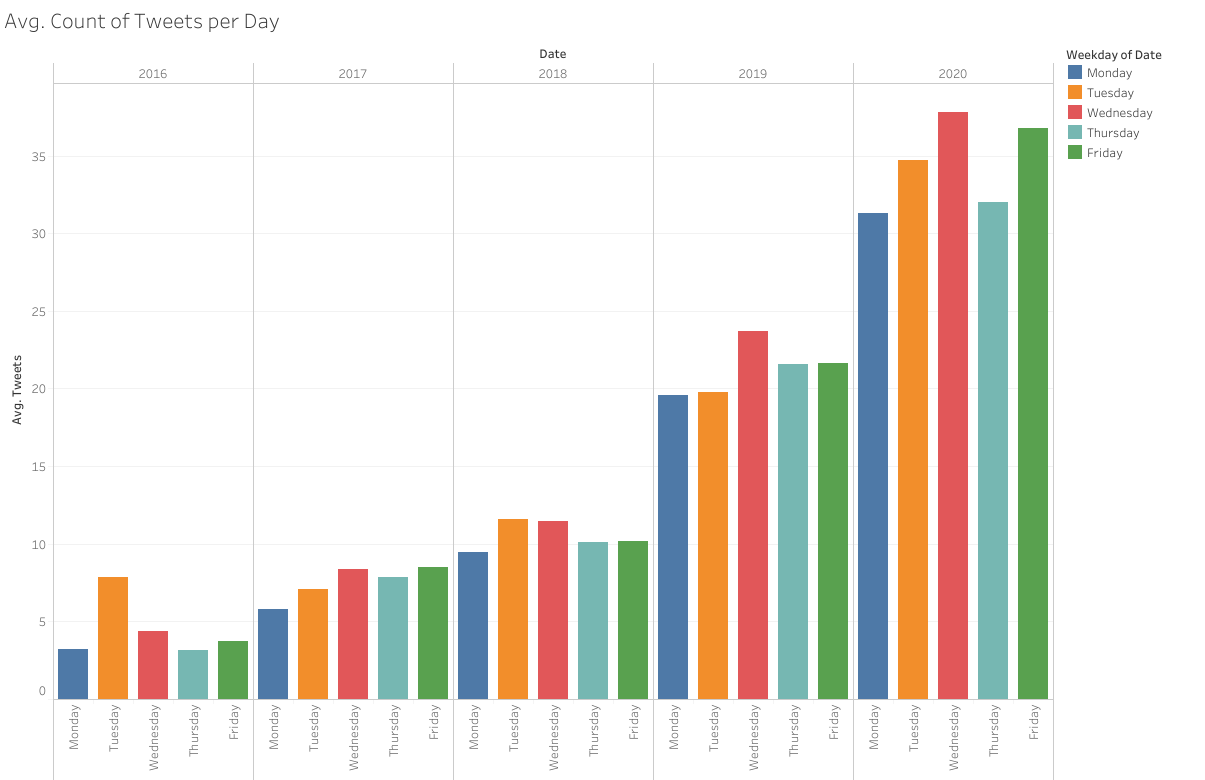 Avg. Count of Tweets per Day
Date
2016 2017 2018 2019 2020
Avg. Tweets
35
30
25
20
15
10
5
0
Monday Tuesday Wednesday Thursday Friday Monday Tuesday Wednesday Thursday Friday Monday Tuesday Wednesday Thursday Friday Monday Tuesday Wednesday Thursday Friday Monday Tuesday Wednesday Thursday Friday
Weekday of Date
Monday
Tuesday
Wednesday
Thursday
Friday